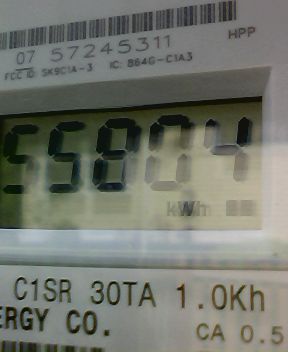 HPP
07 57245311
FCC ID: SK9C1A-3 IC: 864G-C1A3
55804
kWh
C1SR 30TA 1.0Kh
ERGY CO.
CA 0.5